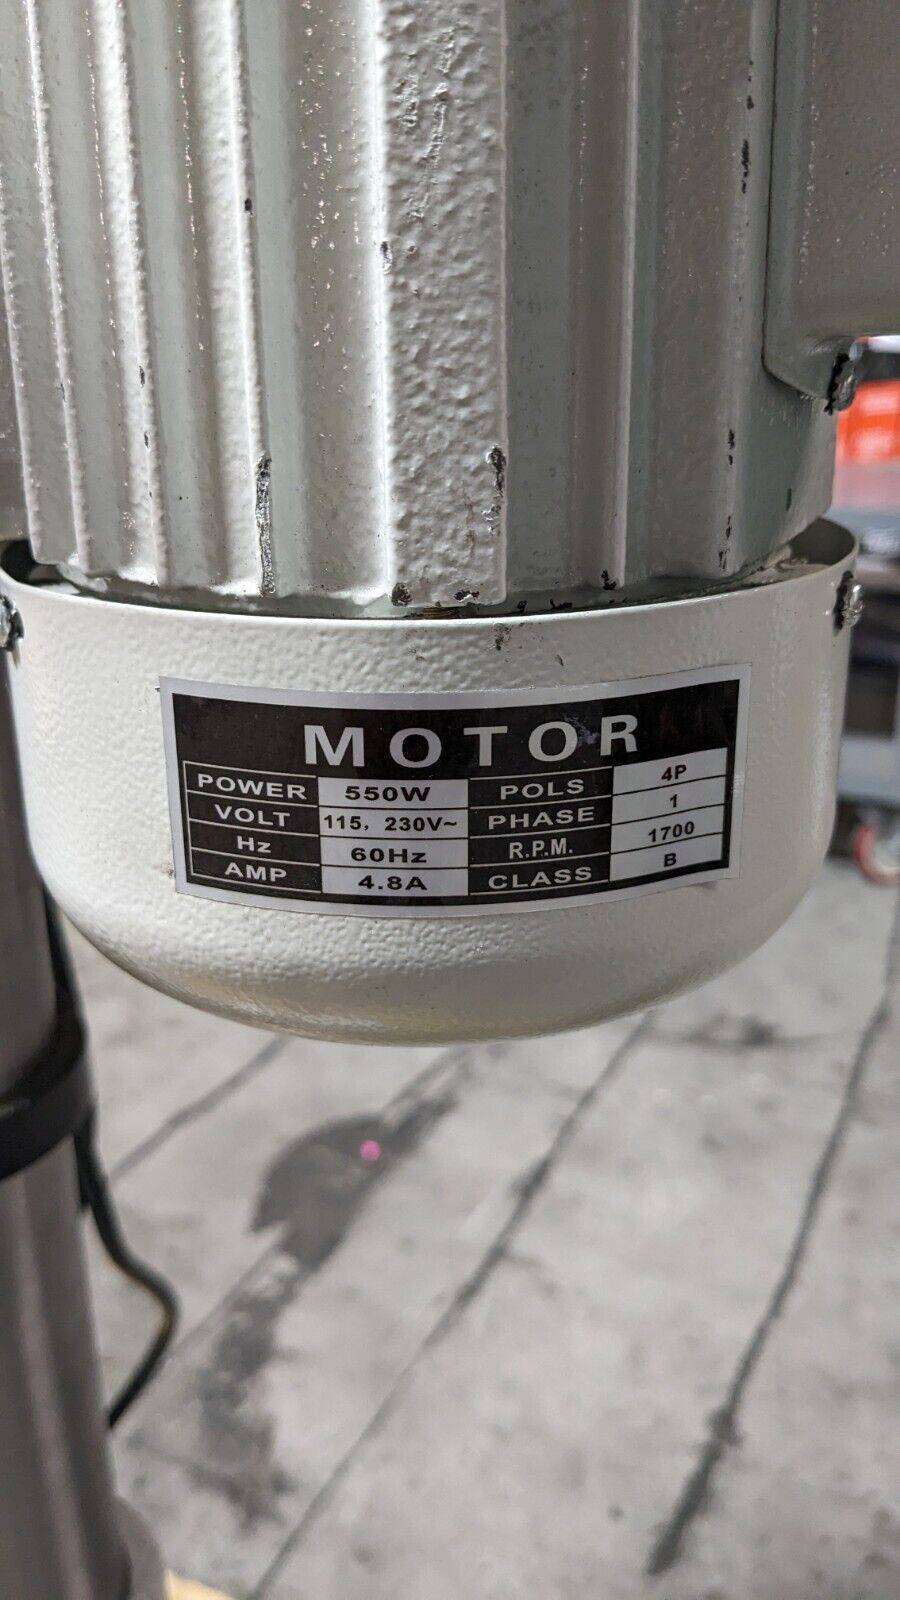 MOTOR
POWER 550W POLS 4P
VOLT 115, 230V~ PHASE 1
Hz 60Hz R.P.M. 1700
AMP 4.8A CLASS B